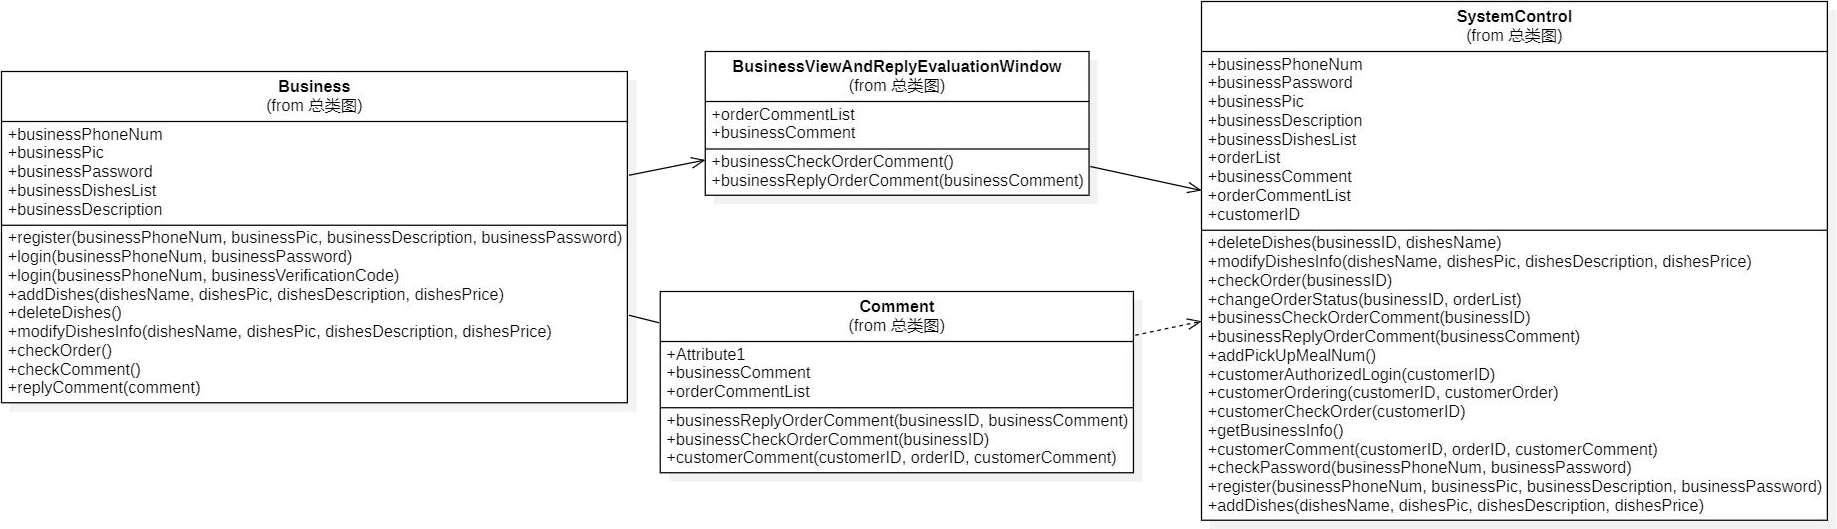 Business
(from 总类图)
+businessPhoneNum
+businessPic
+businessPassword
+businessDishesList
+businessDescription
+register(businessPhoneNum, businessPic, businessDescription, businessPassword)
+login(businessPhoneNum, businessPassword)
+login(businessPhoneNum, businessVerificationCode)
+addDishes(dishesName, dishesPic, dishesDescription, dishesPrice)
+deleteDishes()
+modifyDishesInfo(dishesName, dishesPic, dishesDescription, dishesPrice)
+checkOrder()
+checkComment()
+replyComment(comment)
BusinessViewAndReplyEvaluationWindow
(from 总类图)
+orderCommentList
+businessComment
+businessCheckOrderComment()
+businessReplyOrderComment(businessComment)
Comment
(from 总类图)
+Attribute1
+businessComment
+orderCommentList
+businessReplyOrderComment(businessID, businessComment)
+businessCheckOrderComment(businessID)
+customerComment(customerID, orderID, customerComment)
SystemControl
(from 总类图)
+businessPhoneNum
+businessPassword
+businessPic
+businessDescription
+businessDishesList
+orderList
+businessComment
+orderCommentList
+customerID
+deleteDishes(businessID, dishesName)
+modifyDishesInfo(dishesName, dishesPic, dishesDescription, dishesPrice)
+checkOrder(businessID)
+changeOrderStatus(businessID, orderList)
+businessCheckOrderComment(businessID)
+businessReplyOrderComment(businessComment)
+addPickUpMealNum()
+customerAuthorizedLogin(customerID)
+customerOrdering(customerID, customerOrder)
+customerCheckOrder(customerID)
+getBusinessInfo()
+customerComment(customerID, orderID, customerComment)
+checkPassword(businessPhoneNum, businessPassword)
+register(businessPhoneNum, businessPic, businessDescription, businessPassword)
+addDishes(dishesName, dishesPic, dishesDescription, dishesPrice)